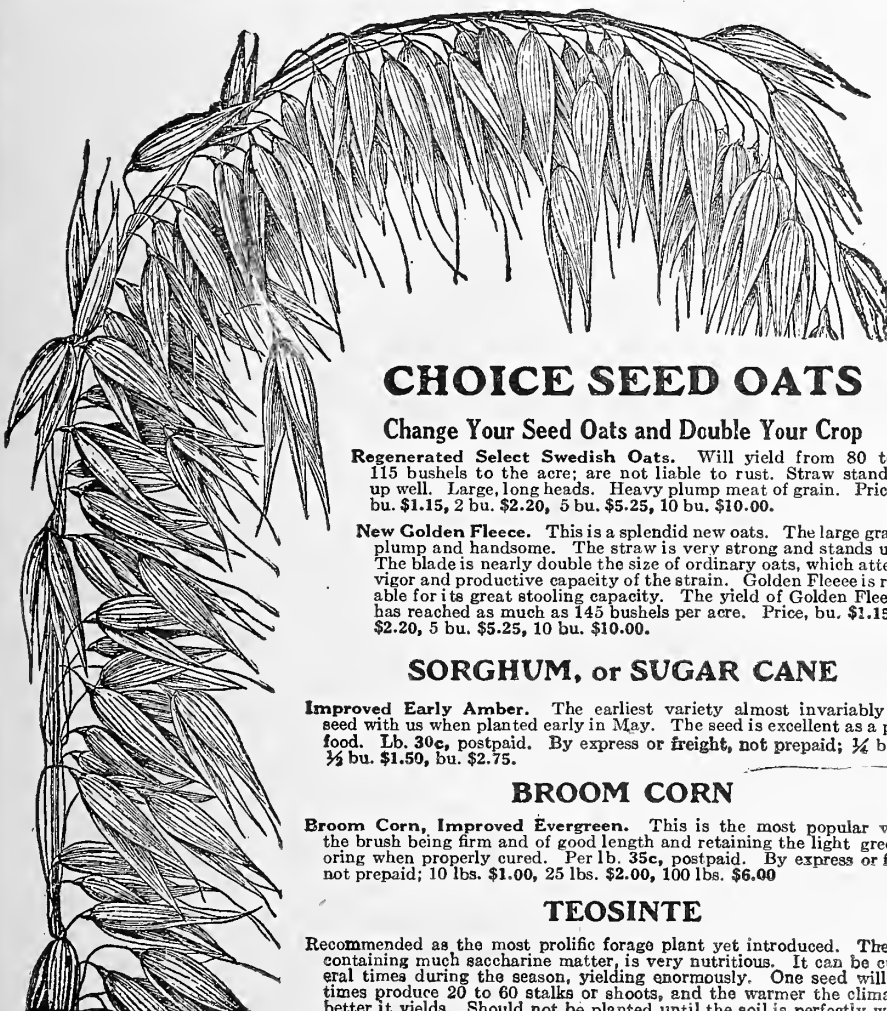 CHOICE SEED OATS
Change Your Seed Oats and Double Your Crop
Regenerated Select Swedish Oats. Will yield from 80
115 bushels to the acre; are not liable to rust. Straw stand
up well. Large, long heads. Heavy plump meat of grain. Pric
bu. $1.15, 2 bu. $2.20, 5 bu. $5.25, 10 bu. $10.00.
New Golden Fleece. This is a splendid new oats. The large gra
plump and handsome. The straw is very strong and stands u
The blade is nearly double the size of ordinary oats, which atte
vigor and productive capacity of the strain. Golden Fleece is r
able for its great stooling capacity. The yield of Golden Flee
has reached as much as 145 bushels per acre. Price, bu. $1.15
$2.20, 5 bu. $5.25, 10 bu. $10.00.
SORGHUM, or SUGAR CANE
Improved Early Amber. The earliest variety almost invariably
seed with us when planted early in May. The seed is excellent as a p
food. Lb. 30c, postpaid. By express or freight, not prepaid; ¼ b
½ bu. $1.50, bu. $2.75.
BROOM CORN
Broom Corn, Improved Evergreen. This is the most popular v
the brush being firm and of good length and retaining the light gree
oring when properly cured. Per lb. 35c, postpaid. By express or f
not prepaid; 10 lbs. $1.00, 25 lbs. $2.00, 100 lbs. $6.00
TEOSINTE
Recommended as the most prolific forage plant yet introduced. The
containing much saccharine matter, is very nutritious. It can be c
eral times during the season, yielding enormously. One seed will
times produce 20 to 60 stalks or shoots, and the warmer the clima
better it yields. Should not be planted until the soil is perfectly